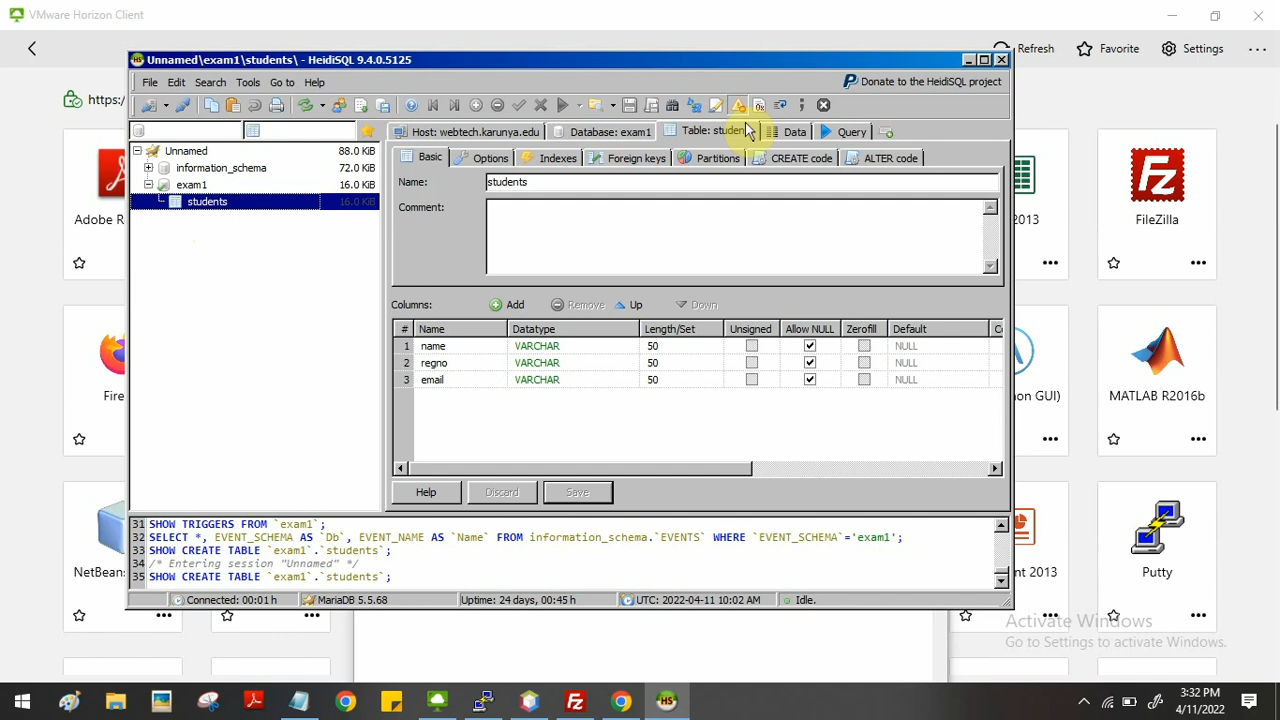 VMware Horizon Client
Refresh Favorite Settings
https:/
Unnamed\exam1\students\ - HeidiSQL 9.4.0.5125
File Edit Search Tools Go to Help
Donate to the HeidiSQL project
Host: webtech.karunya.edu Database: exam1 Table: studen Data Query
Unnamed 88.0 KiB
information_schema 72.0 KiB
exam1 16.0 KiB
students 16.0 KiB
Basic Options Indexes Foreign keys Partitions CREATE code ALTER code
Name: students
Comment:
Columns: Add Remove Up Down
# Name Datatype Length/Set Unsigned Allow NULL Zerofill Default C
1 name VARCHAR 50 NULL
2 regno VARCHAR 50 NULL
3 email VARCHAR 50 NULL
Help Discard Save
31 SHOW TRIGGERS FROM `exam1`;
32 SELECT *, EVENT_SCHEMA AS `Db`, EVENT_NAME AS `Name` FROM information_schema.`EVENTS` WHERE `EVENT_SCHEMA`='exam1';
33 SHOW CREATE TABLE `exam1`.`students`;
34 /* Entering session "Unnamed" */
35 SHOW CREATE TABLE `exam1`.`students`;
Connected: 00:01 h MariaDB 5.5.68 Uptime: 24 days, 00:45 h UTC: 2022-04-11 10:02 AM Idle.
Adobe R
2013
FileZilla
Fire
on GUI)
MATLAB R2016b
NetBean
nt 2013
Putty
Activate Windows
Go to Settings to activate Windows.
3:32 PM
4/11/2022